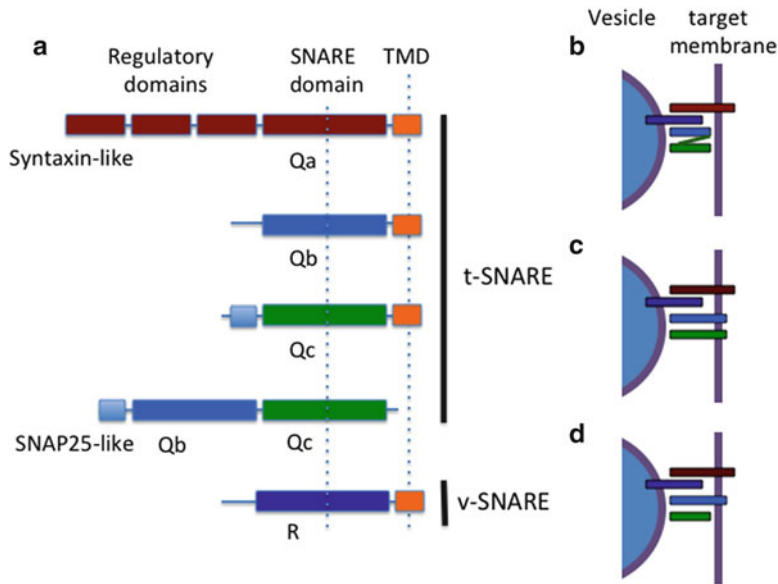 a
Regulatory domains
SNARE domain
TMD
Syntaxin-like
Qa
Qb
Qc
SNAP25-like
Qb
Qc
R
t-SNARE
v-SNARE
Vesicle
target membrane
b
c
d